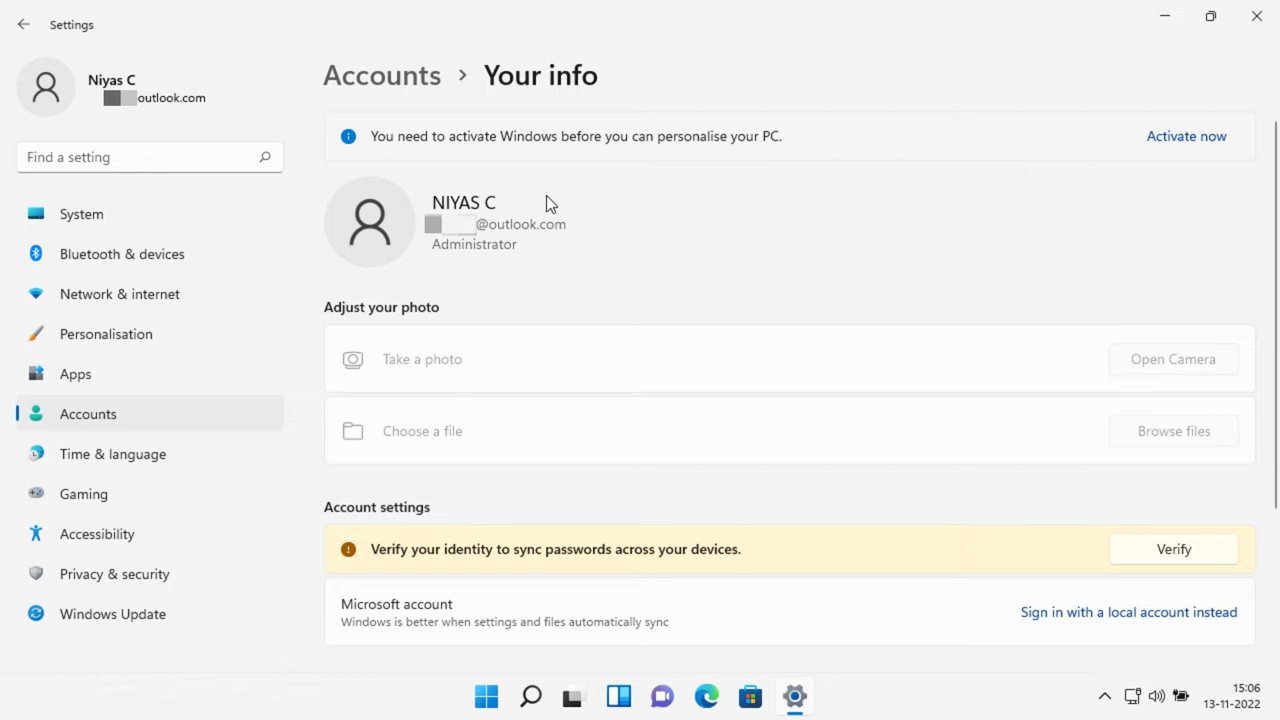 Settings
Niyas C
outlook.com
Find a setting
System
Bluetooth & devices
Network & internet
Personalisation
Apps
Accounts
Time & language
Gaming
Accessibility
Privacy & security
Windows Update
Accounts > Your info
You need to activate Windows before you can personalise your PC. Activate now
NIYAS C
@outlook.com
Administrator
Adjust your photo
Take a photo Open Camera
Choose a file Browse files
Account settings
Verify your identity to sync passwords across your devices. Verify
Microsoft account
Windows is better when settings and files automatically sync
Sign in with a local account instead
15:06
13-11-2022